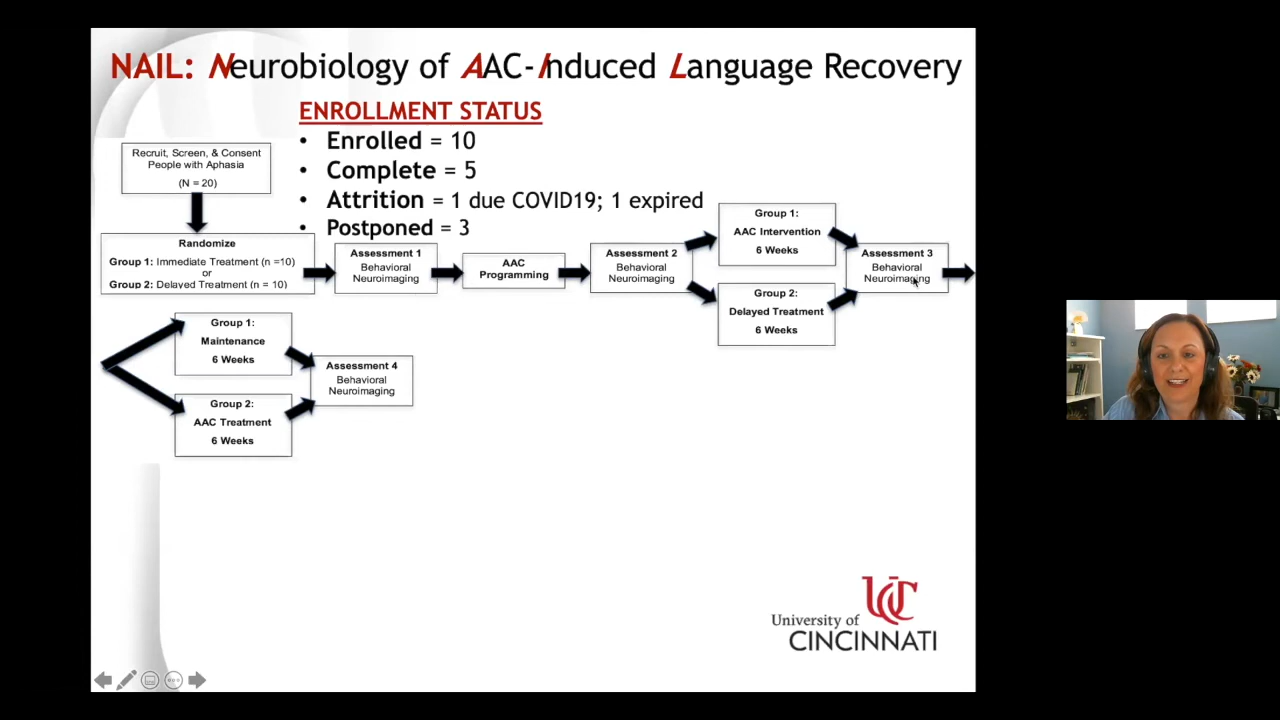 NAIL: Neurobiology of AAC-Induced Language Recovery
ENROLLMENT STATUS
• Enrolled = 10
• Complete = 5
• Attrition = 1 due COVID19; 1 expired
• Postponed = 3
Recruit, Screen, & Consent
People with Aphasia
(N = 20)
Randomize
Group 1: Immediate Treatment (n =10)
or
Group 2: Delayed Treatment (n = 10)
Assessment 1
Behavioral
Neuroimaging
AAC
Programming
Assessment 2
Behavioral
Neuroimaging
Group 1:
AAC Intervention
6 Weeks
Group 2:
Delayed Treatment
6 Weeks
Assessment 3
Behavioral
Neuroimaging
Group 1:
Maintenance
6 Weeks
Group 2:
AAC Treatment
6 Weeks
Assessment 4
Behavioral
Neuroimaging
UC
University of
CINCINNATI